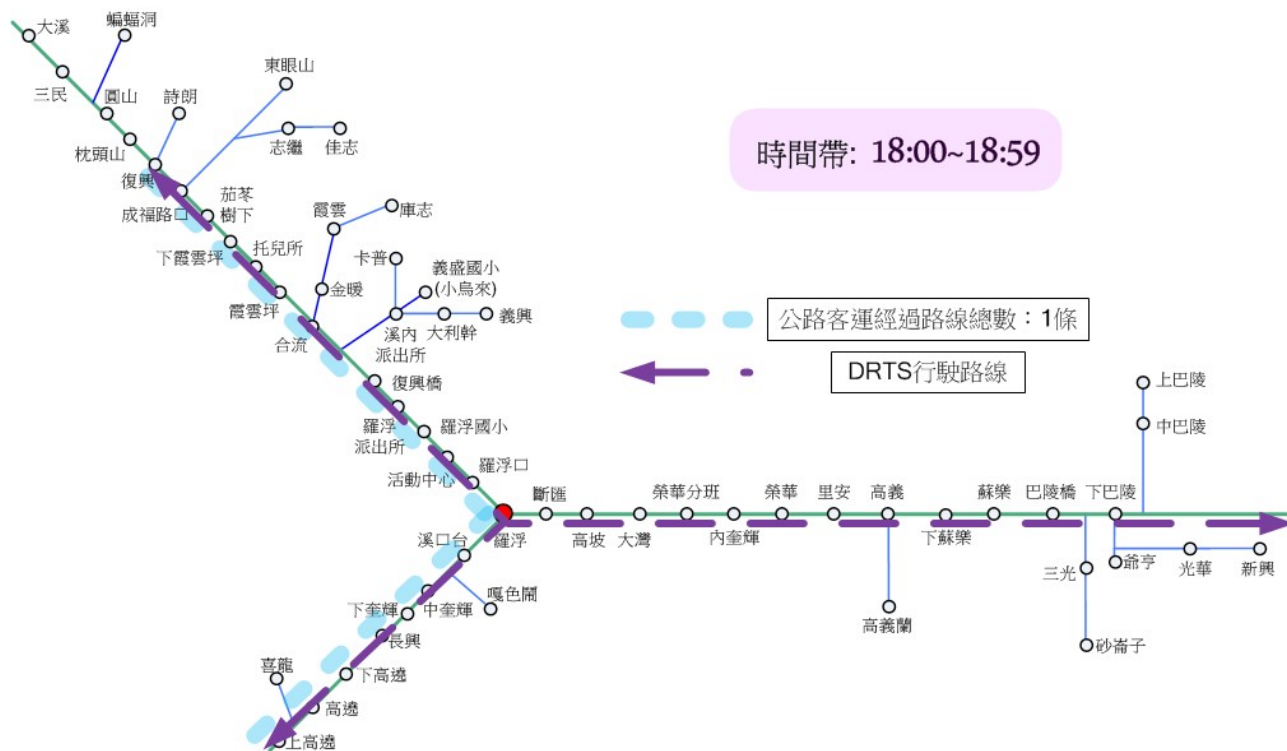 大溪
蝙蝠洞
三民
圓山
詩朗
東眼山
枕頭山
志繼
佳志
復興
成福路口
茄苳
樹下
下霞雲坪
托兒所
霞雲
庫志
卡普
義盛國小
(小烏來)
霞雲坪
金暖
合流
溪內
派出所
大利幹
義興
復興橋
羅浮
派出所
羅浮國小
活動中心
羅浮口
時間帶: 18:00~18:59
公路客運經過路線總數：1條
DRTS行駛路線
上巴陵
中巴陵
斷匯
榮華分班
榮華
里安
高義
蘇樂
巴陵橋
下巴陵
羅浮
高坡
大灣
內奎輝
下蘇樂
溪口台
三光
爺亨
光華
新興
下奎輝
中奎輝
嘎色鬧
高義蘭
長興
砂崙子
喜龍
下高遶
高遶
上高遶